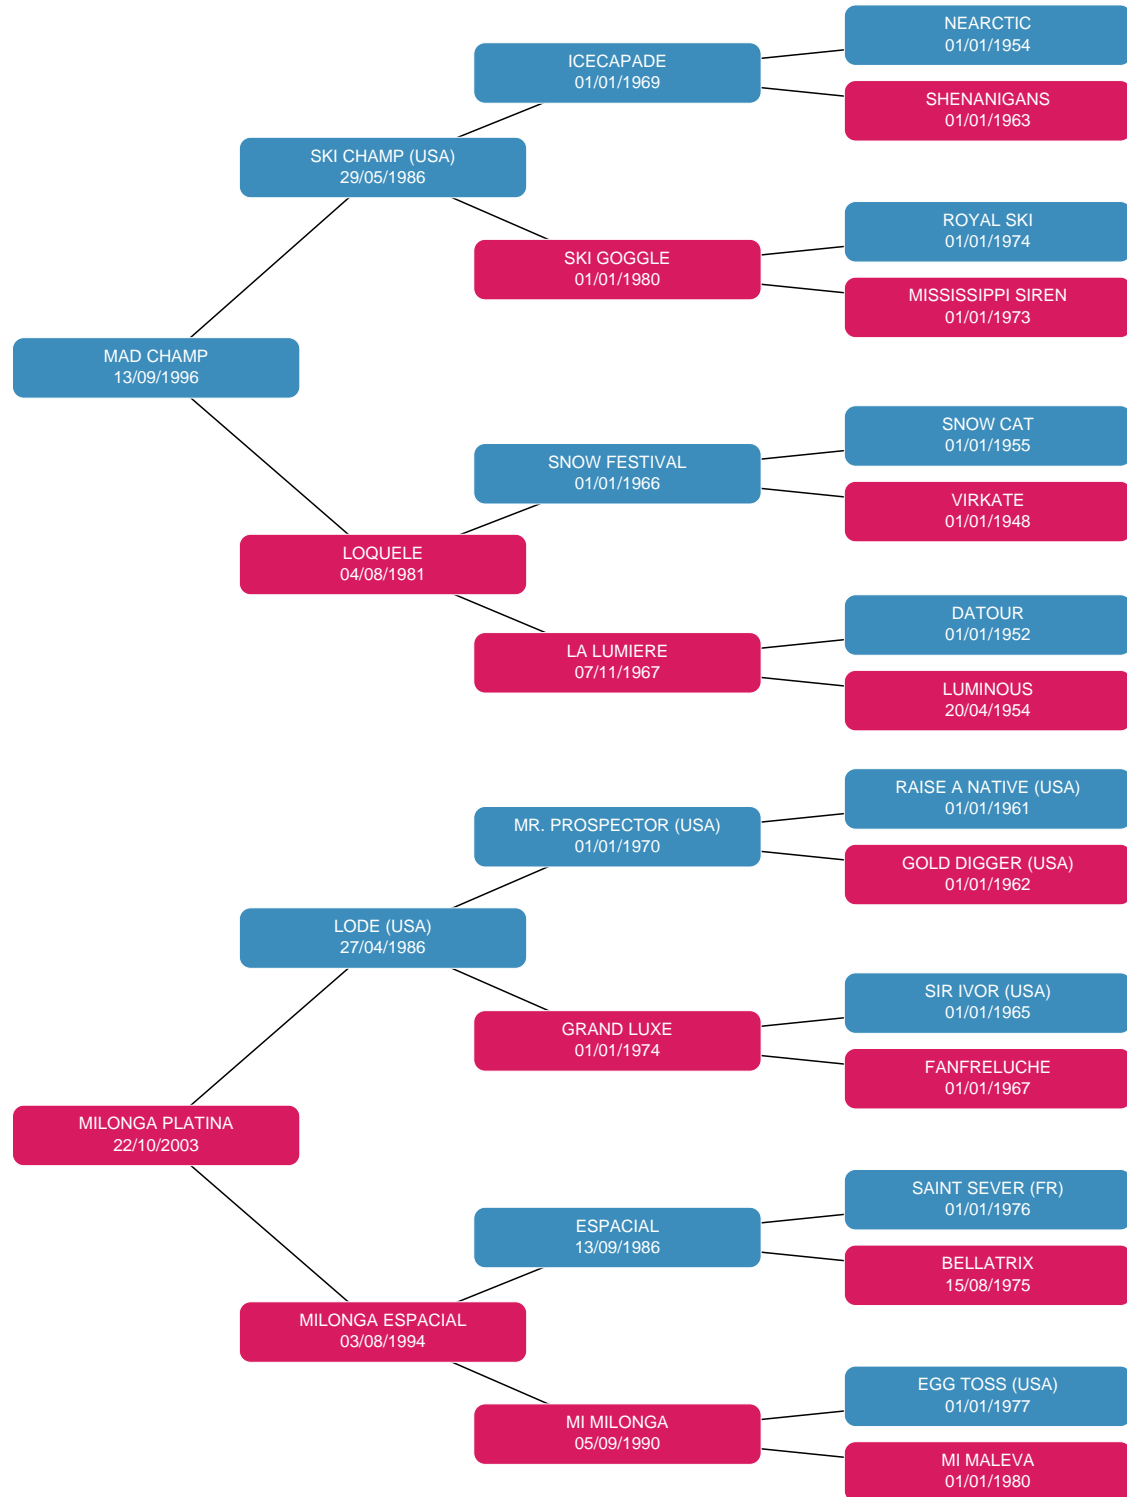 NEARCTIC
01/01/1954
ICECAPADE
01/01/1969
SHENANIGANS
01/01/1963
SKI CHAMP (USA)
29/05/1986
ROYAL SKI
01/01/1974
SKI GOGGLE
01/01/1980
MISSISSIPPI SIREN
01/01/1973
MAD CHAMP
13/09/1996
SNOW CAT
01/01/1955
SNOW FESTIVAL
01/01/1966
VIRKATE
01/01/1948
LOQUELE
04/08/1981
DATOUR
01/01/1952
LA LUMIERE
07/11/1967
LUMINOUS
20/04/1954
RAISE A NATIVE (USA)
01/01/1961
MR. PROSPECTOR (USA)
01/01/1970
GOLD DIGGER (USA)
01/01/1962
LODE (USA)
27/04/1986
SIR IVOR (USA)
01/01/1965
GRAND LUXE
01/01/1974
FANFRELUCHE
01/01/1967
MILONGA PLATINA
22/10/2003
SAINT SEVER (FR)
01/01/1976
ESPACIAL
13/09/1986
BELLATRIX
15/08/1975
MILONGA ESPACIAL
03/08/1994
EGG TOSS (USA)
01/01/1977
MI MILONGA
05/09/1990
MI MALEVA
01/01/1980